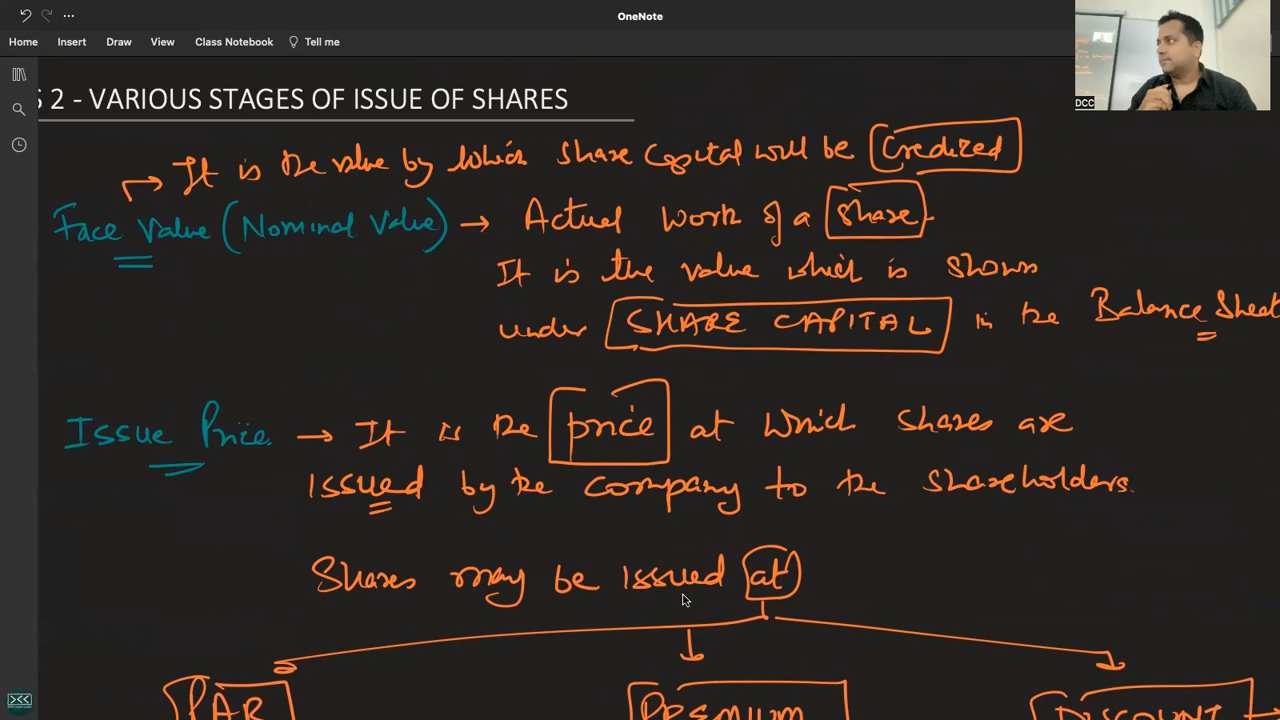 OneNote
Home Insert Draw View Class Notebook Tell me
S 2 - VARIOUS STAGES OF ISSUE OF SHARES
DCC
It is the value by which share capital will be Credited
Face Value (Nominal Value) → Actual work of a share.
It is the value which is shown
under SHARE CAPITAL in the Balance Sheet
Issue Price → It is the price at which shares are
issued by the company to the shareholders.
Shares may be issued at
PAR PREMIUM DISCOUNT